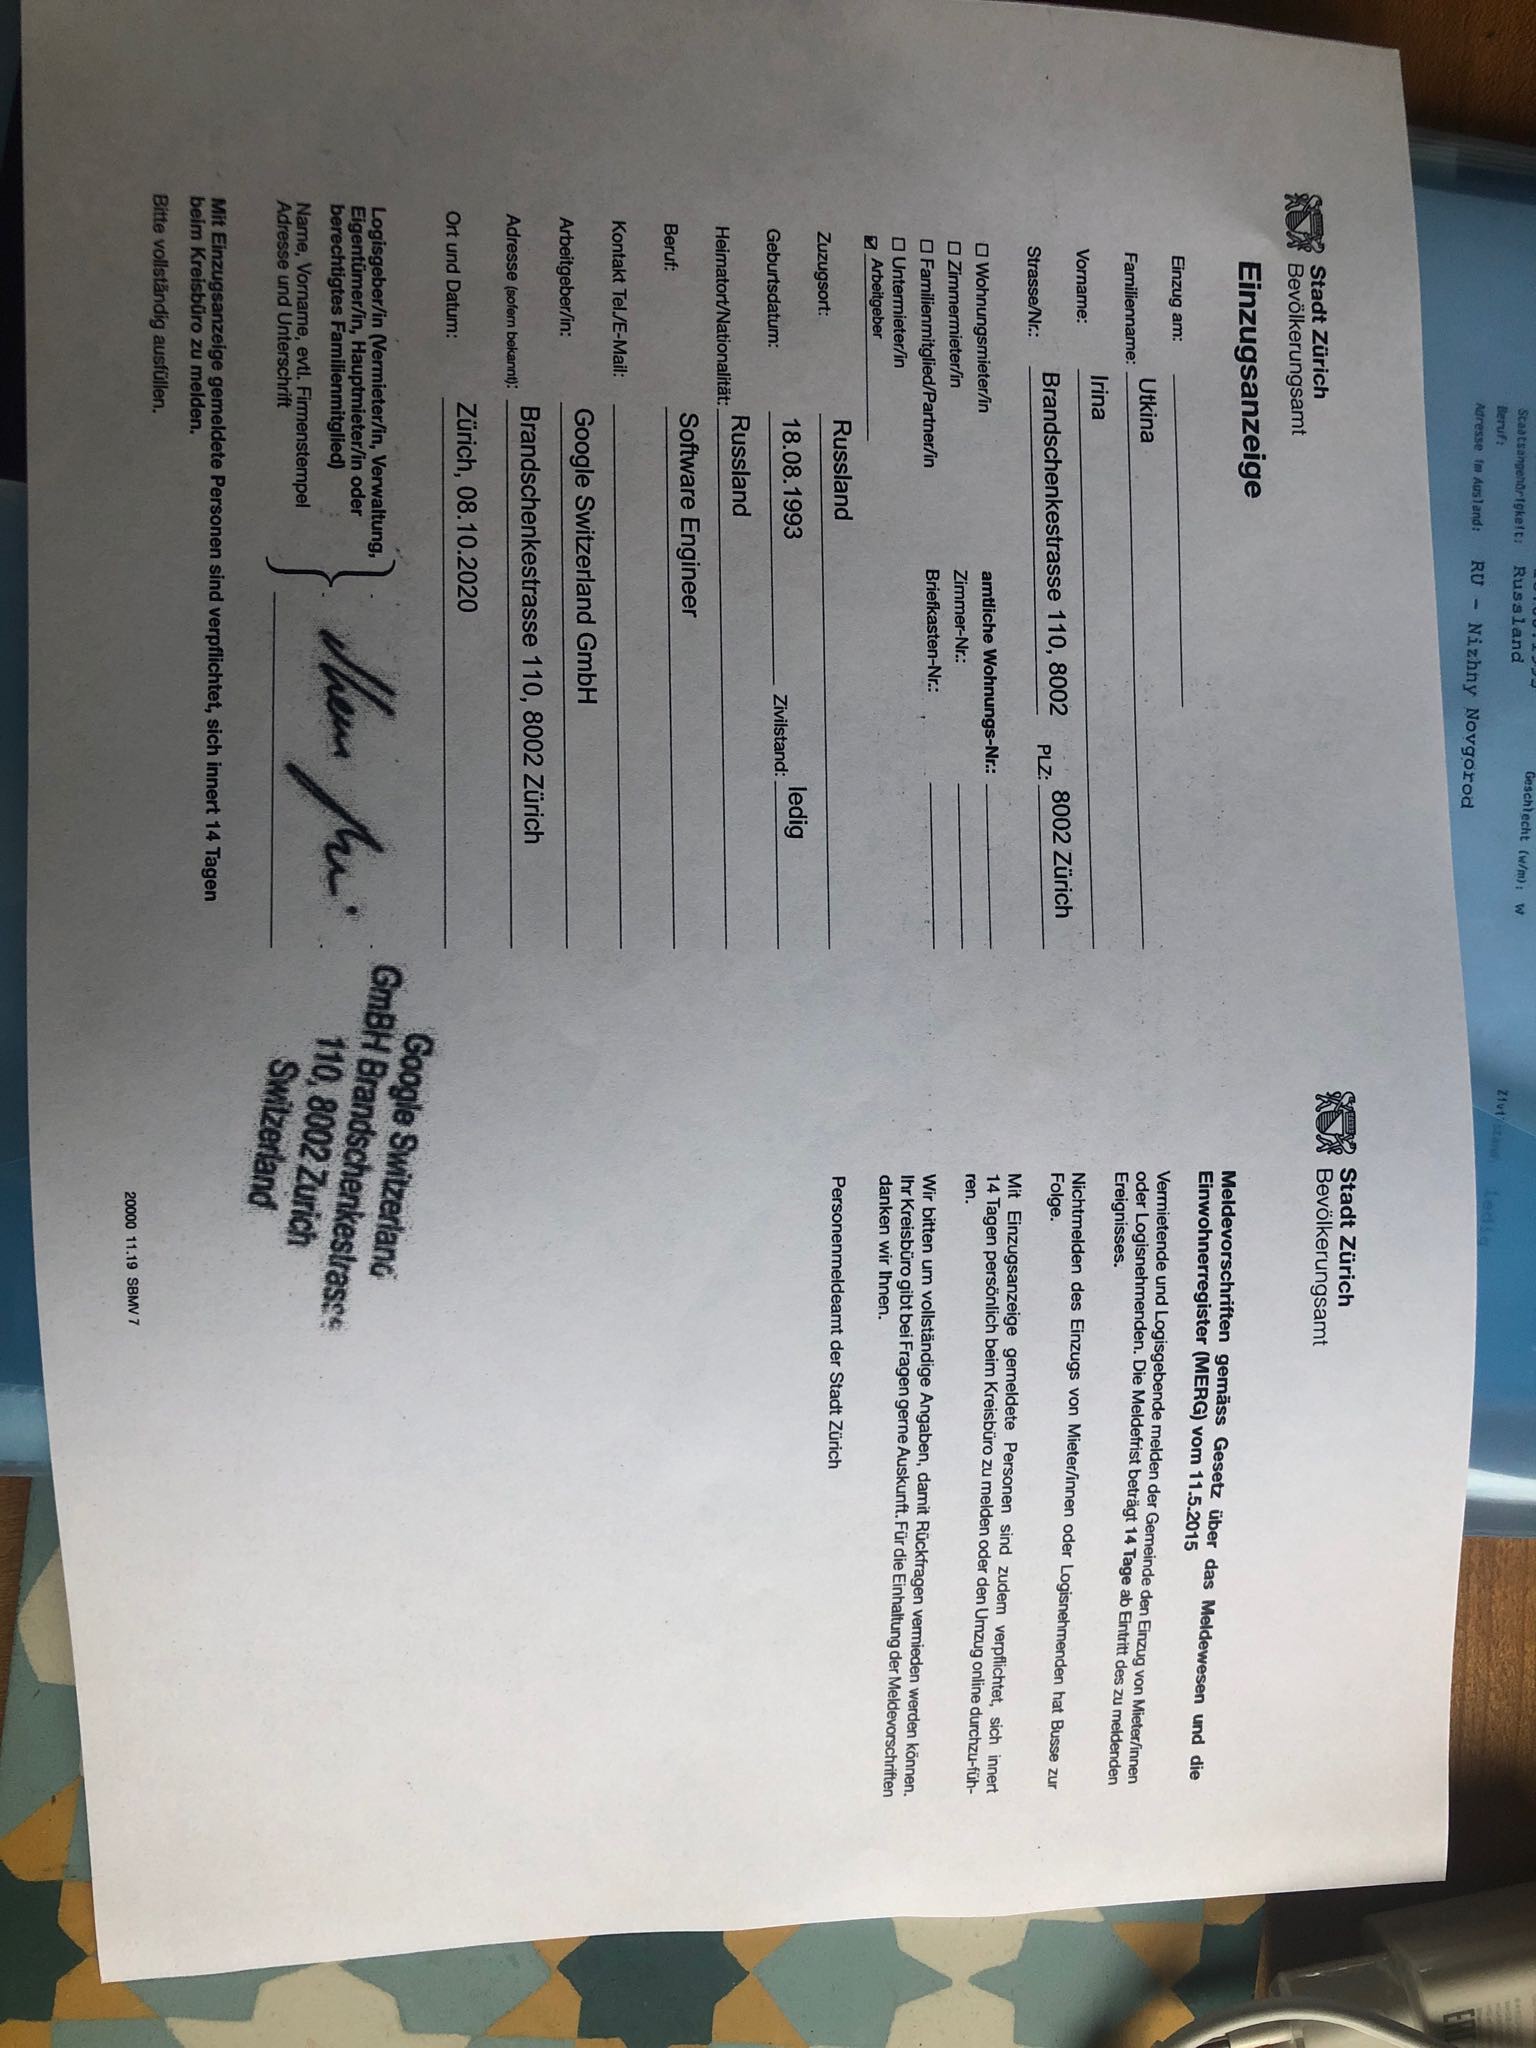 Stadt Zürich
Bevölkerungsamt
Einzugsanzeige
Einzug am:
Familienname: Utkina
Vorname: Irina
Strasse/Nr.: Brandschenkestrasse 110, 8002 PLZ: 8002 Zürich
☐ Wohnungsmieter/in amtliche Wohnungs-Nr.:
☐ Zimmermieter/in Zimmer-Nr.:
☐ Familienmitglied/Partner/in Briefkasten-Nr.:
☐ Untermieter/in
☑ Arbeitgeber
Zuzugsort: Russland
Geburtsdatum: 18.08.1993 Zivilstand: ledig
Heimatort/Nationalität: Russland
Beruf: Software Engineer
Kontakt Tel./E-Mail:
Arbeitgeber/in: Google Switzerland GmbH
Adresse (sofern bekannt): Brandschenkestrasse 110, 8002 Zürich
Ort und Datum: Zürich, 08.10.2020
Logisgeber/in (Vermieter/in, Verwaltung,
Eigentümer/in, Hauptmieter/in oder
berechtigtes Familienmitglied)
Name, Vorname, evtl. Firmenstempel
Adresse und Unterschrift
Google Switzerland
GmBH Brandschenkestrasse
110, 8002 Zurich
Switzerland
Mit Einzugsanzeige gemeldete Personen sind verpflichtet, sich innert 14 Tagen
beim Kreisbüro zu melden.
Bitte vollständig ausfüllen.
20000 11.19 SBMV 7
Stadt Zürich
Bevölkerungsamt
Meldevorschriften gemäss Gesetz über das Meldewesen und die
Einwohnerregister (MERG) vom 11.5.2015
Vermietende und Logisgebende melden der Gemeinde den Einzug von Mieter/innen
oder Logisnehmenden. Die Meldefrist beträgt 14 Tage ab Eintritt des zu meldenden
Ereignisses.
Nichtmelden des Einzugs von Mieter/innen oder Logisnehmenden hat Busse zur
Folge.
Mit Einzugsanzeige gemeldete Personen sind zudem verpflichtet, sich innert
14 Tagen persönlich beim Kreisbüro zu melden oder den Umzug online durchzu-füh-
ren.
Wir bitten um vollständige Angaben, damit Rückfragen vermieden werden können.
Ihr Kreisbüro gibt bei Fragen gerne Auskunft. Für die Einhaltung der Meldevorschriften
danken wir Ihnen.
Personenmeldeamt der Stadt Zürich
Geschlecht (w/m): w
Staatsangehörigkeit: Russland
Beruf:
Adresse im Ausland: RU - Nizhny Novgorod
ledig